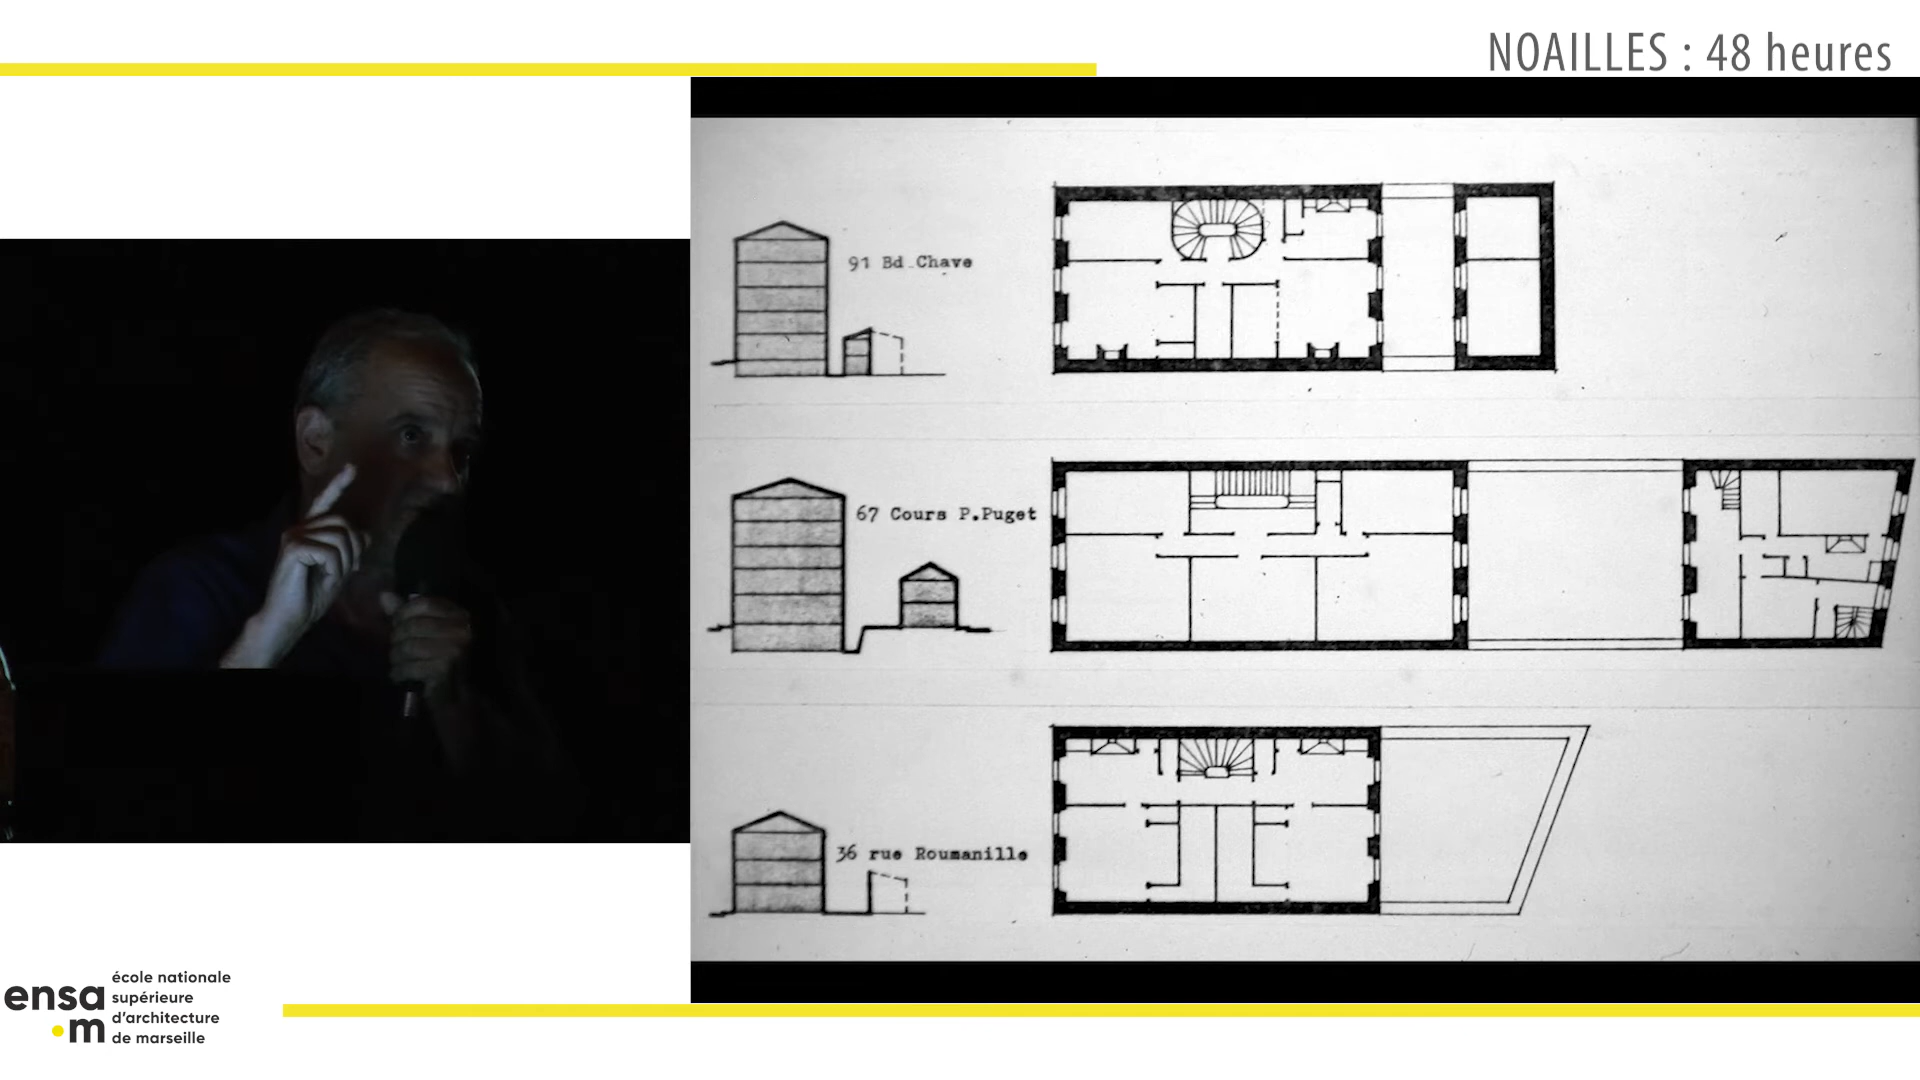 NOAILLES : 48 heures
91 Bd.Chave
67 Cours P.Puget
36 rue Roumanille
ensa
•m
école nationale
supérieure
d'architecture
de marseille